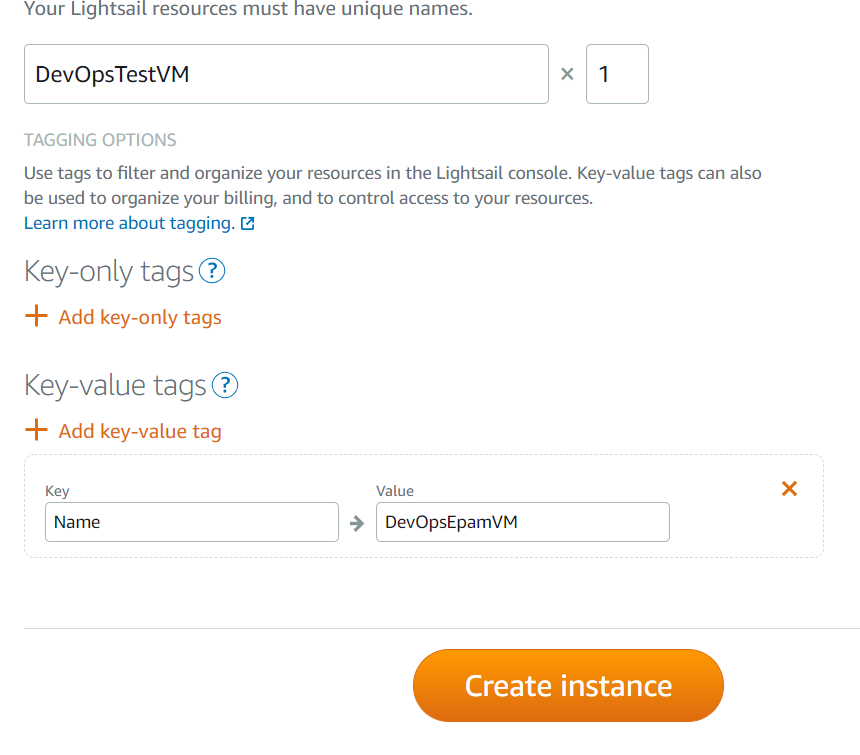 Your Lightsail resources must have unique names.
DevOpsTestVM × 1
TAGGING OPTIONS
Use tags to filter and organize your resources in the Lightsail console. Key-value tags can also
be used to organize your billing, and to control access to your resources.
Learn more about tagging.
Key-only tags ?
+ Add key-only tags
Key-value tags ?
+ Add key-value tag
Key Value
Name → DevOpsEpamVM
Create instance